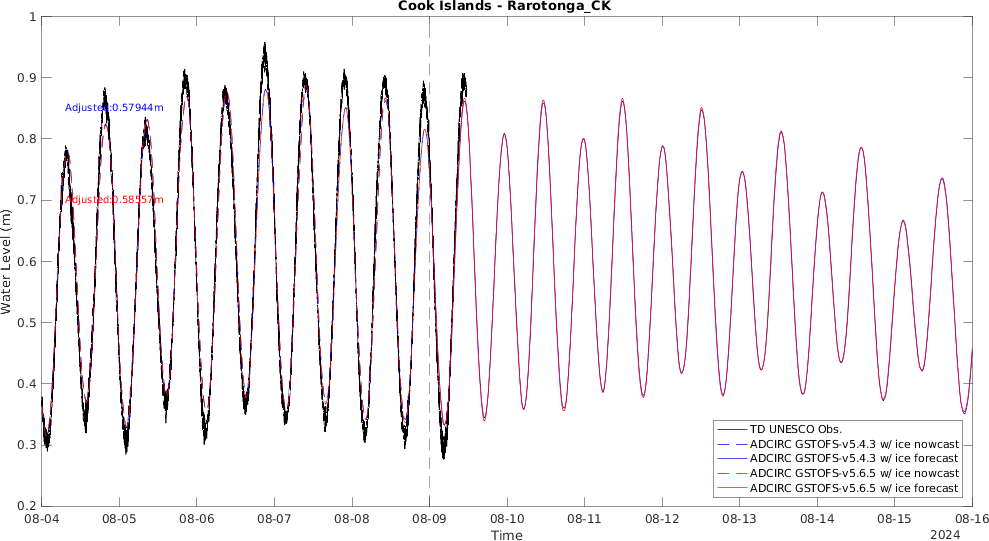 Cook Islands - Rarotonga_CK
1
0.9
0.8
0.7
0.6
0.5
0.4
0.3
0.2
Water Level (m)
Adjusted:0.57944m
Adjusted:0.58557m
TD UNESCO Obs.
ADCIRC GSTOFS-v5.4.3 w/ ice nowcast
ADCIRC GSTOFS-v5.4.3 w/ ice forecast
ADCIRC GSTOFS-v5.6.5 w/ ice nowcast
ADCIRC GSTOFS-v5.6.5 w/ ice forecast
08-04 08-05 08-06 08-07 08-08 08-09 08-10 08-11 08-12 08-13 08-14 08-15 08-16
Time
2024